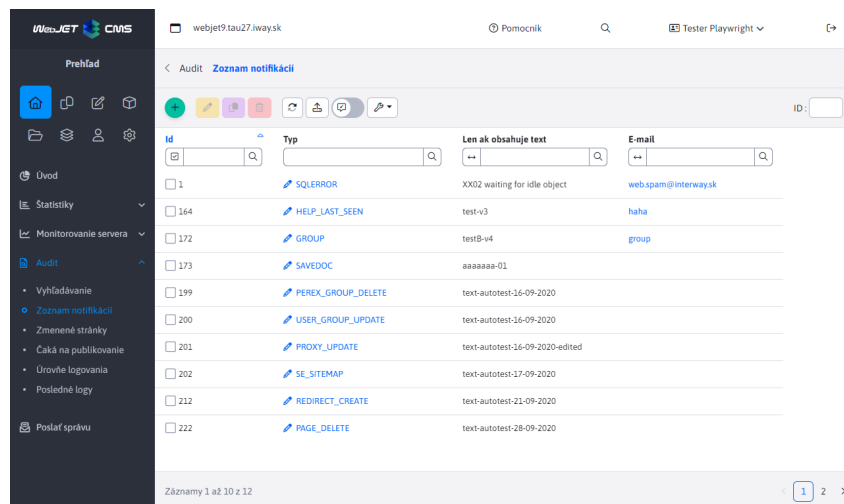 WebJET CMS
webjet9.tau27.iway.sk
Pomocník
Tester Playwright
Prehľad
Audit Zoznam notifikácií
ID:
Id Typ Len ak obsahuje text E-mail
Úvod
Štatistiky
Monitorovanie servera
Audit
Vyhľadávanie
Zoznam notifikácií
Zmenené stránky
Čaká na publikovanie
Úrovňe logovania
Posledné logy
Poslať správu
1 SQLERROR XX02 waiting for idle object web.spam@interway.sk
164 HELP_LAST_SEEN test-v3 haha
172 GROUP testB-v4 group
173 SAVEDOC aaaaaaa-01
199 PEREX_GROUP_DELETE text-autotest-16-09-2020
200 USER_GROUP_UPDATE text-autotest-16-09-2020
201 PROXY_UPDATE text-autotest-16-09-2020-edited
202 SE_SITEMAP text-autotest-17-09-2020
212 REDIRECT_CREATE text-autotest-21-09-2020
222 PAGE_DELETE text-autotest-28-09-2020
Záznamy 1 až 10 z 12
1 2